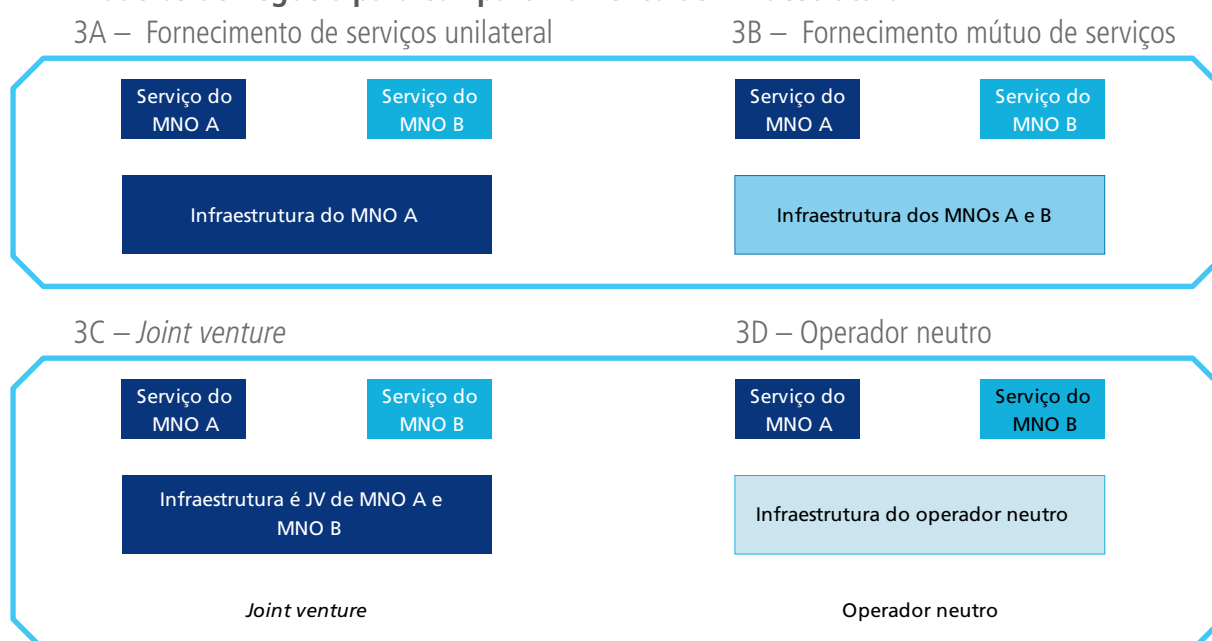 3A – Fornecimento de serviços unilateral
3B – Fornecimento mútuo de serviços
Serviço do
MNO A
Serviço do
MNO B
Serviço do
MNO A
Serviço do
MNO B
Infraestrutura do MNO A
Infraestrutura dos MNOs A e B
3C – Joint venture
3D – Operador neutro
Serviço do
MNO A
Serviço do
MNO B
Serviço do
MNO A
Serviço do
MNO B
Infraestrutura é JV de MNO A e
MNO B
Infraestrutura do operador neutro
Joint venture
Operador neutro